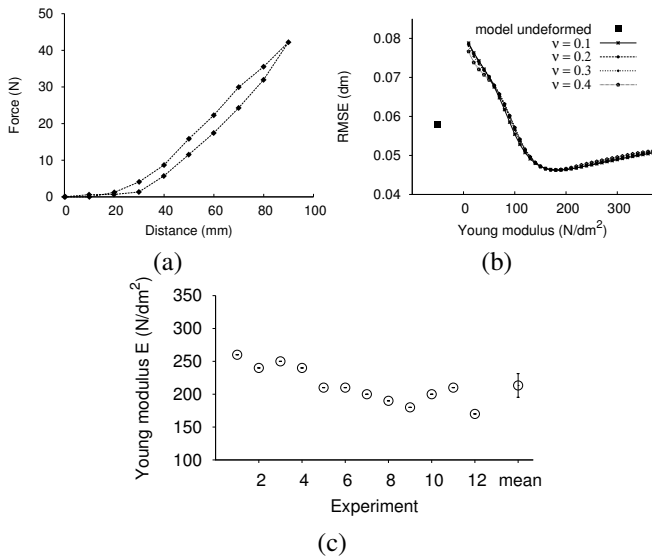 50
40
30
20
10
0
0 20 40 60 80 100
Force (N)
Distance (mm)
(a)
model undeformed
ν = 0.1
ν = 0.2
ν = 0.3
ν = 0.4
0.08
0.07
0.06
0.05
0.04
0 100 200 300
RMSE (dm)
Young modulus (N/dm²)
(b)
350
300
250
200
150
100
2 4 6 8 10 12 mean
Young modulus E (N/dm²)
Experiment
(c)